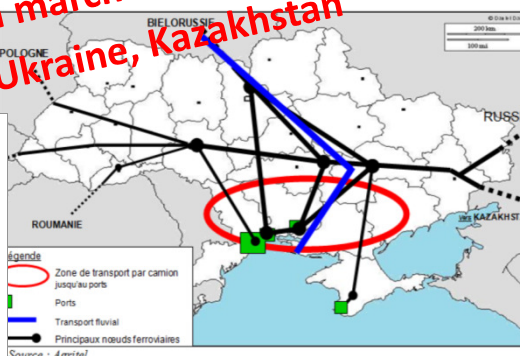 Ukraine, Kazakhstan
BIELORUSSIE
200 km
100 mi
POLOGNE
RUSS
ROUMANIE
KAZAKHST
égende
Zone de transport par camion
jusqu'au ports
Ports
Transport fluvial
Principaux nœuds ferroviaires
Source : Agritel